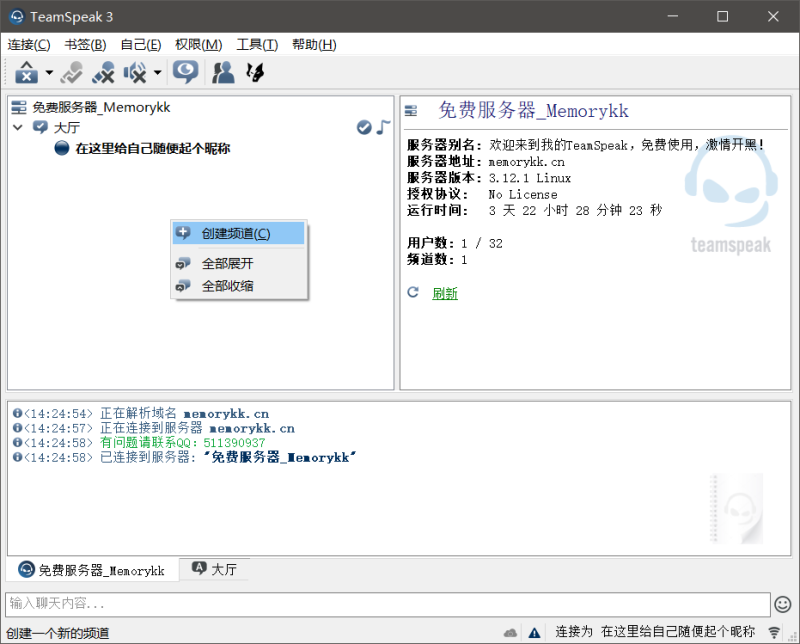 TeamSpeak 3
连接(C) 书签(B) 自己(E) 权限(M) 工具(T) 帮助(H)
免费服务器_Memorykk
大厅
在这里给自己随便起个昵称
创建频道(C)
全部展开
全部收缩
免费服务器_Memorykk
服务器别名: 欢迎来到我的TeamSpeak，免费使用，激情开黑！
服务器地址: memorykk.cn
服务器版本: 3.12.1 Linux
授权协议: No License
运行时间: 3 天 22 小时 28 分钟 23 秒
用户数: 1 / 32
频道数: 1
刷新
teamspeak
<14:24:54> 正在解析域名 memorykk.cn
<14:24:57> 正在连接到服务器 memorykk.cn
<14:24:58> 有问题请联系QQ: 511390937
<14:24:58> 已连接到服务器: "免费服务器_Memorykk"
免费服务器_Memorykk
大厅
输入聊天内容...
创建一个新的频道
连接为 在这里给自己随便起个昵称